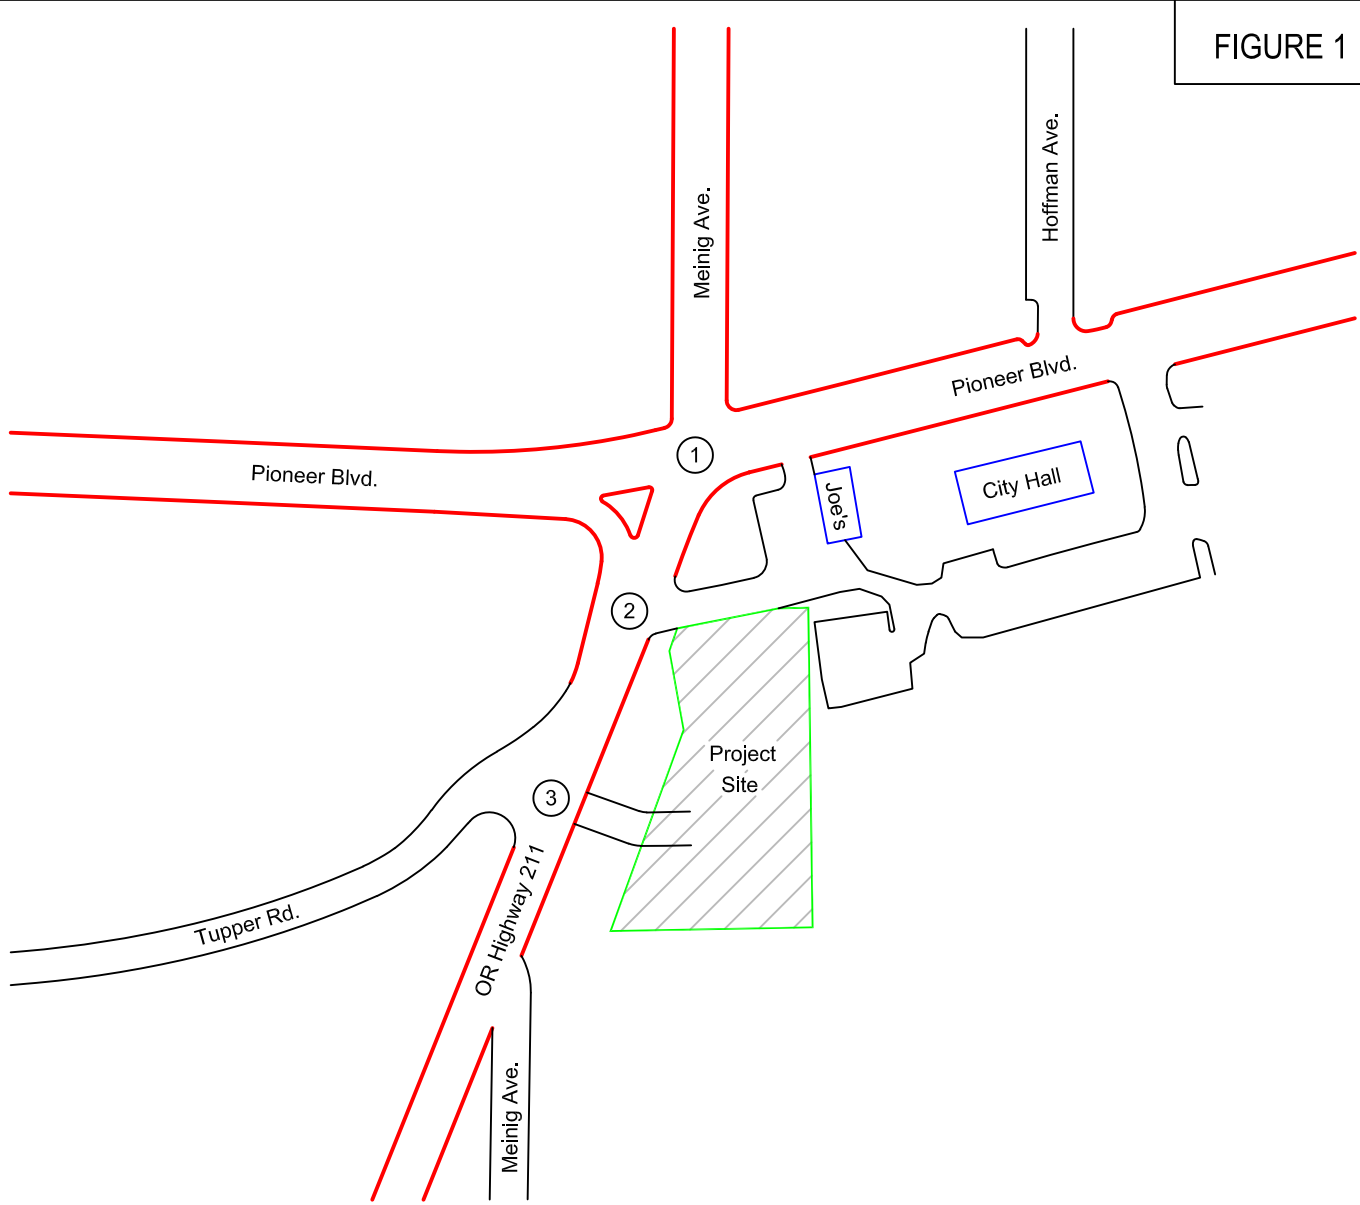 FIGURE 1
Meinig Ave.
Hoffman Ave.
Pioneer Blvd.
Pioneer Blvd.
1
Joe's
City Hall
2
Project
Site
3
OR Highway 211
Tupper Rd.
Meinig Ave.